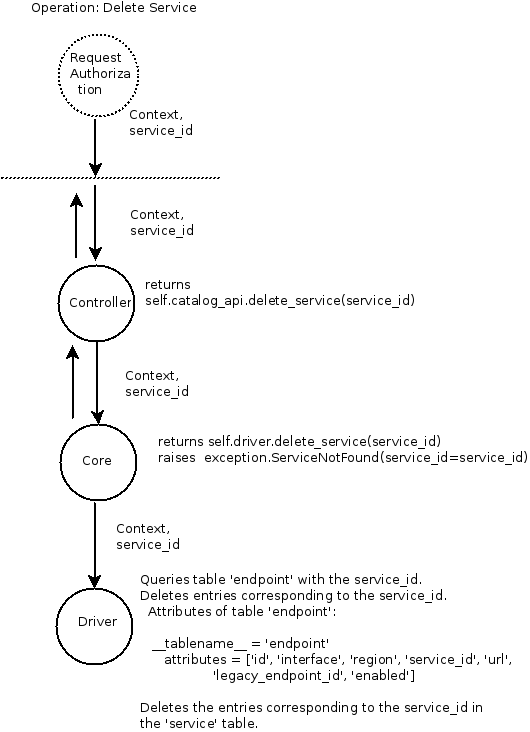 Operation: Delete Service
Request
Authoriza
tion
Context,
service_id
Context,
service_id
Controller
returns
self.catalog_api.delete_service(service_id)
Context,
service_id
Core
returns self.driver.delete_service(service_id)
raises  exception.ServiceNotFound(service_id=service_id)
Context,
service_id
Driver
Queries table 'endpoint' with the service_id.
Deletes entries corresponding to the service_id.
Attributes of table 'endpoint':
__tablename__ = 'endpoint'
attributes = ['id', 'interface', 'region', 'service_id', 'url',
'legacy_endpoint_id', 'enabled']
Deletes the entries corresponding to the service_id in
the 'service' table.